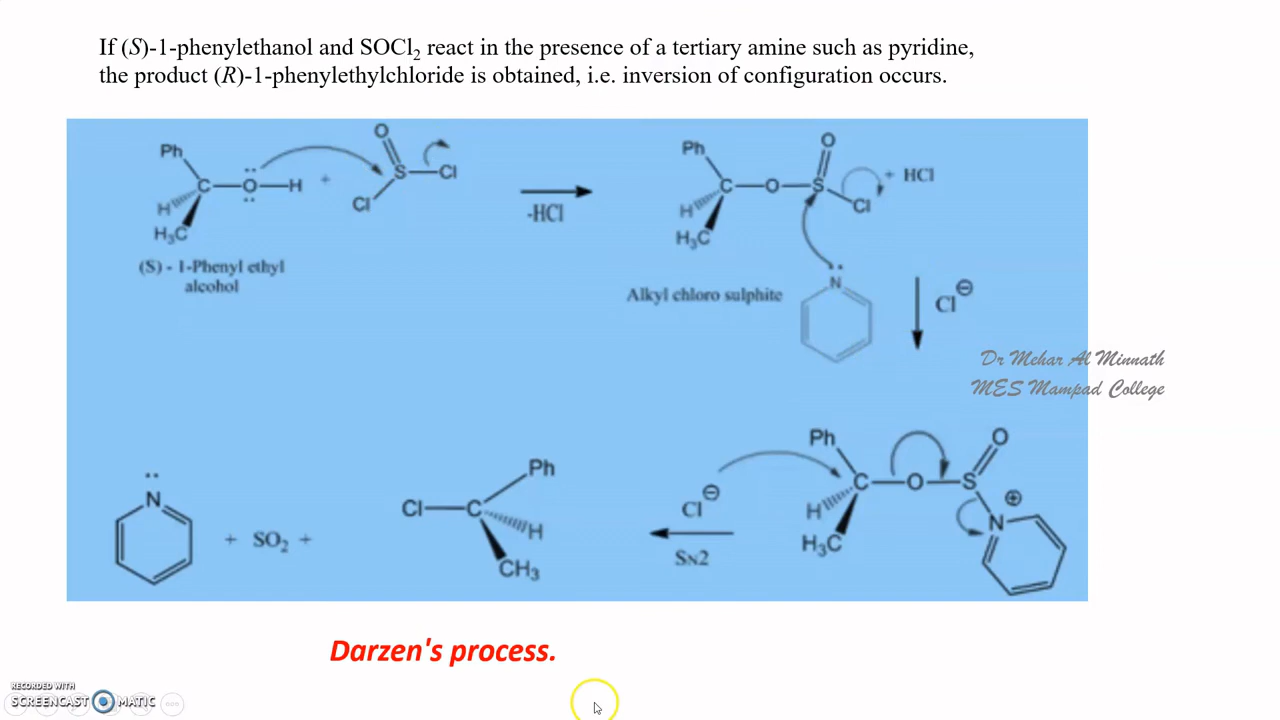 If (S)-1-phenylethanol and SOCl₂ react in the presence of a tertiary amine such as pyridine,
the product (R)-1-phenylethylchloride is obtained, i.e. inversion of configuration occurs.
Ph
C
O
H
H
H₃C
+
O
S
Cl
Cl
-HCl
Ph
C
O
S
O
Cl
H
H₃C
+ HCl
(S) - 1-Phenyl ethyl
alcohol
Alkyl chloro sulphite
N
Cl⊖
Dr Mehar Al Minnath
MES Mampad College
N
+ SO₂ +
Cl
C
Ph
H
CH₃
Cl⊖
SN2
Ph
C
O
S
O
⊕
N
H
H₃C
Darzen's process.
RECORDED WITH
SCREENCAST MATIC